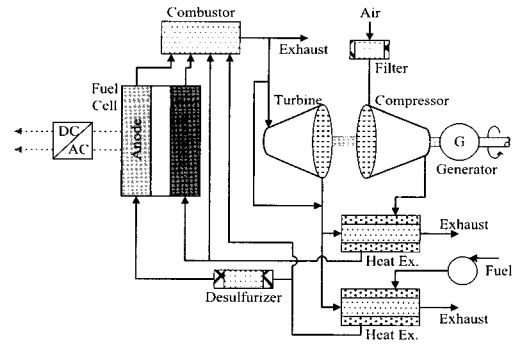 Combustor
Air
Exhaust
Filter
Fuel
Cell
Turbine
Compressor
DC
AC
Anode
G
Generator
Exhaust
Heat Ex.
Fuel
Desulfurizer
Exhaust
Heat Ex.